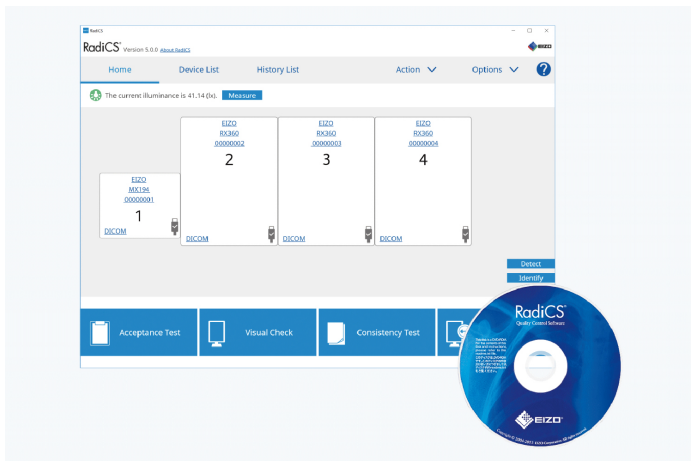 RadiCS
RadiCS® Version 5.0.0 About RadiCS
EIZO
Home Device List History List Action Options ?
The current illuminance is 41.14 (lx). Measure
EIZO
MX194
00000001
1
DICOM
EIZO
RX360
00000002
2
DICOM
EIZO
RX360
00000003
3
DICOM
EIZO
RX360
00000004
4
DICOM
Detect
Identify
Acceptance Test
Visual Check
Consistency Test
RadiCS®
Quality Control Software
EIZO